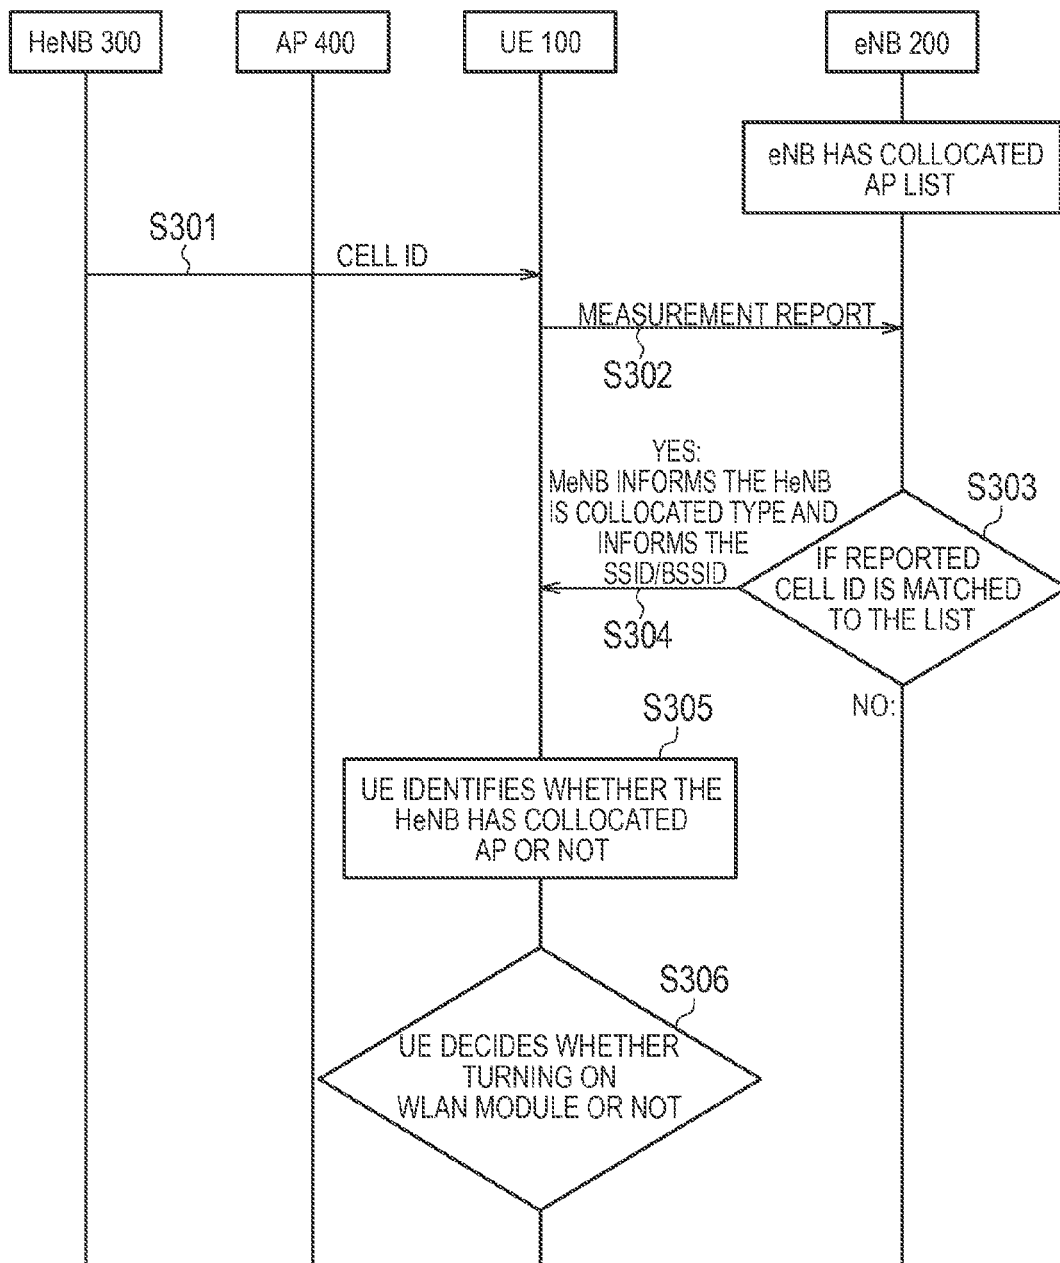 HeNB 300
AP 400
UE 100
eNB 200
eNB HAS COLLOCATED
AP LIST
S301
CELL ID
MEASUREMENT REPORT
S302
YES:
MeNB INFORMS THE HeNB
IS COLLOCATED TYPE AND
INFORMS THE
SSID/BSSID
S303
IF REPORTED
CELL ID IS MATCHED
TO THE LIST
S304
NO:
S305
UE IDENTIFIES WHETHER THE
HeNB HAS COLLOCATED
AP OR NOT
S306
UE DECIDES WHETHER
TURNING ON
WLAN MODULE OR NOT